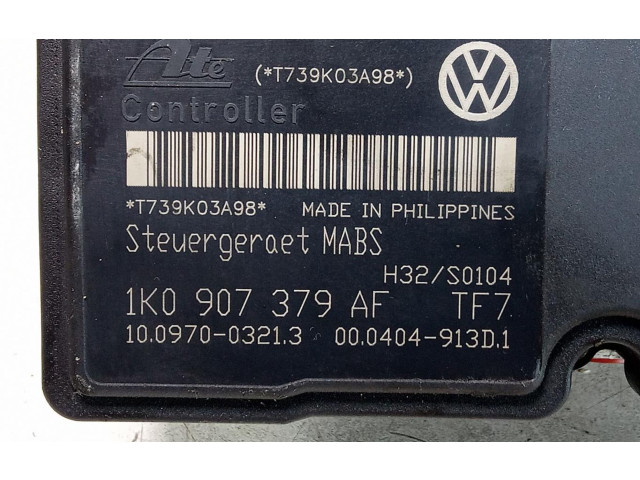 Ate (*T739K03A98*)
Controller
*T739K03A98* MADE IN PHILIPPINES
Steuergeraet MABS
H32/S0104
1K0 907 379 AF TF7
10.0970-0321.3 00.0404-913D.1